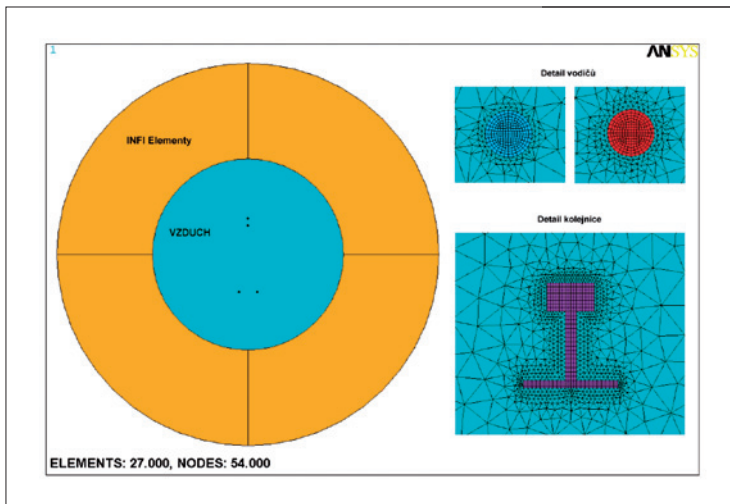 1
ANSYS
Detail vodičů
INFI Elementy
VZDUCH
Detail kolejnice
ELEMENTS: 27.000, NODES: 54.000